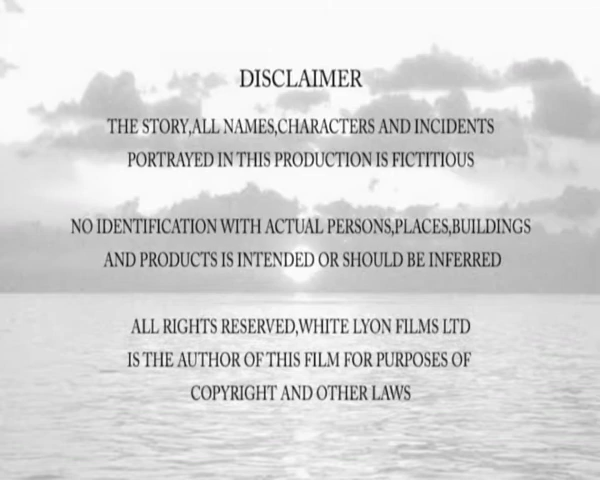 DISCLAIMER
THE STORY,ALL NAMES,CHARACTERS AND INCIDENTS
PORTRAYED IN THIS PRODUCTION IS FICTITIOUS
NO IDENTIFICATION WITH ACTUAL PERSONS,PLACES,BUILDINGS
AND PRODUCTS IS INTENDED OR SHOULD BE INFERRED
ALL RIGHTS RESERVED,WHITE LYON FILMS LTD
IS THE AUTHOR OF THIS FILM FOR PURPOSES OF
COPYRIGHT AND OTHER LAWS